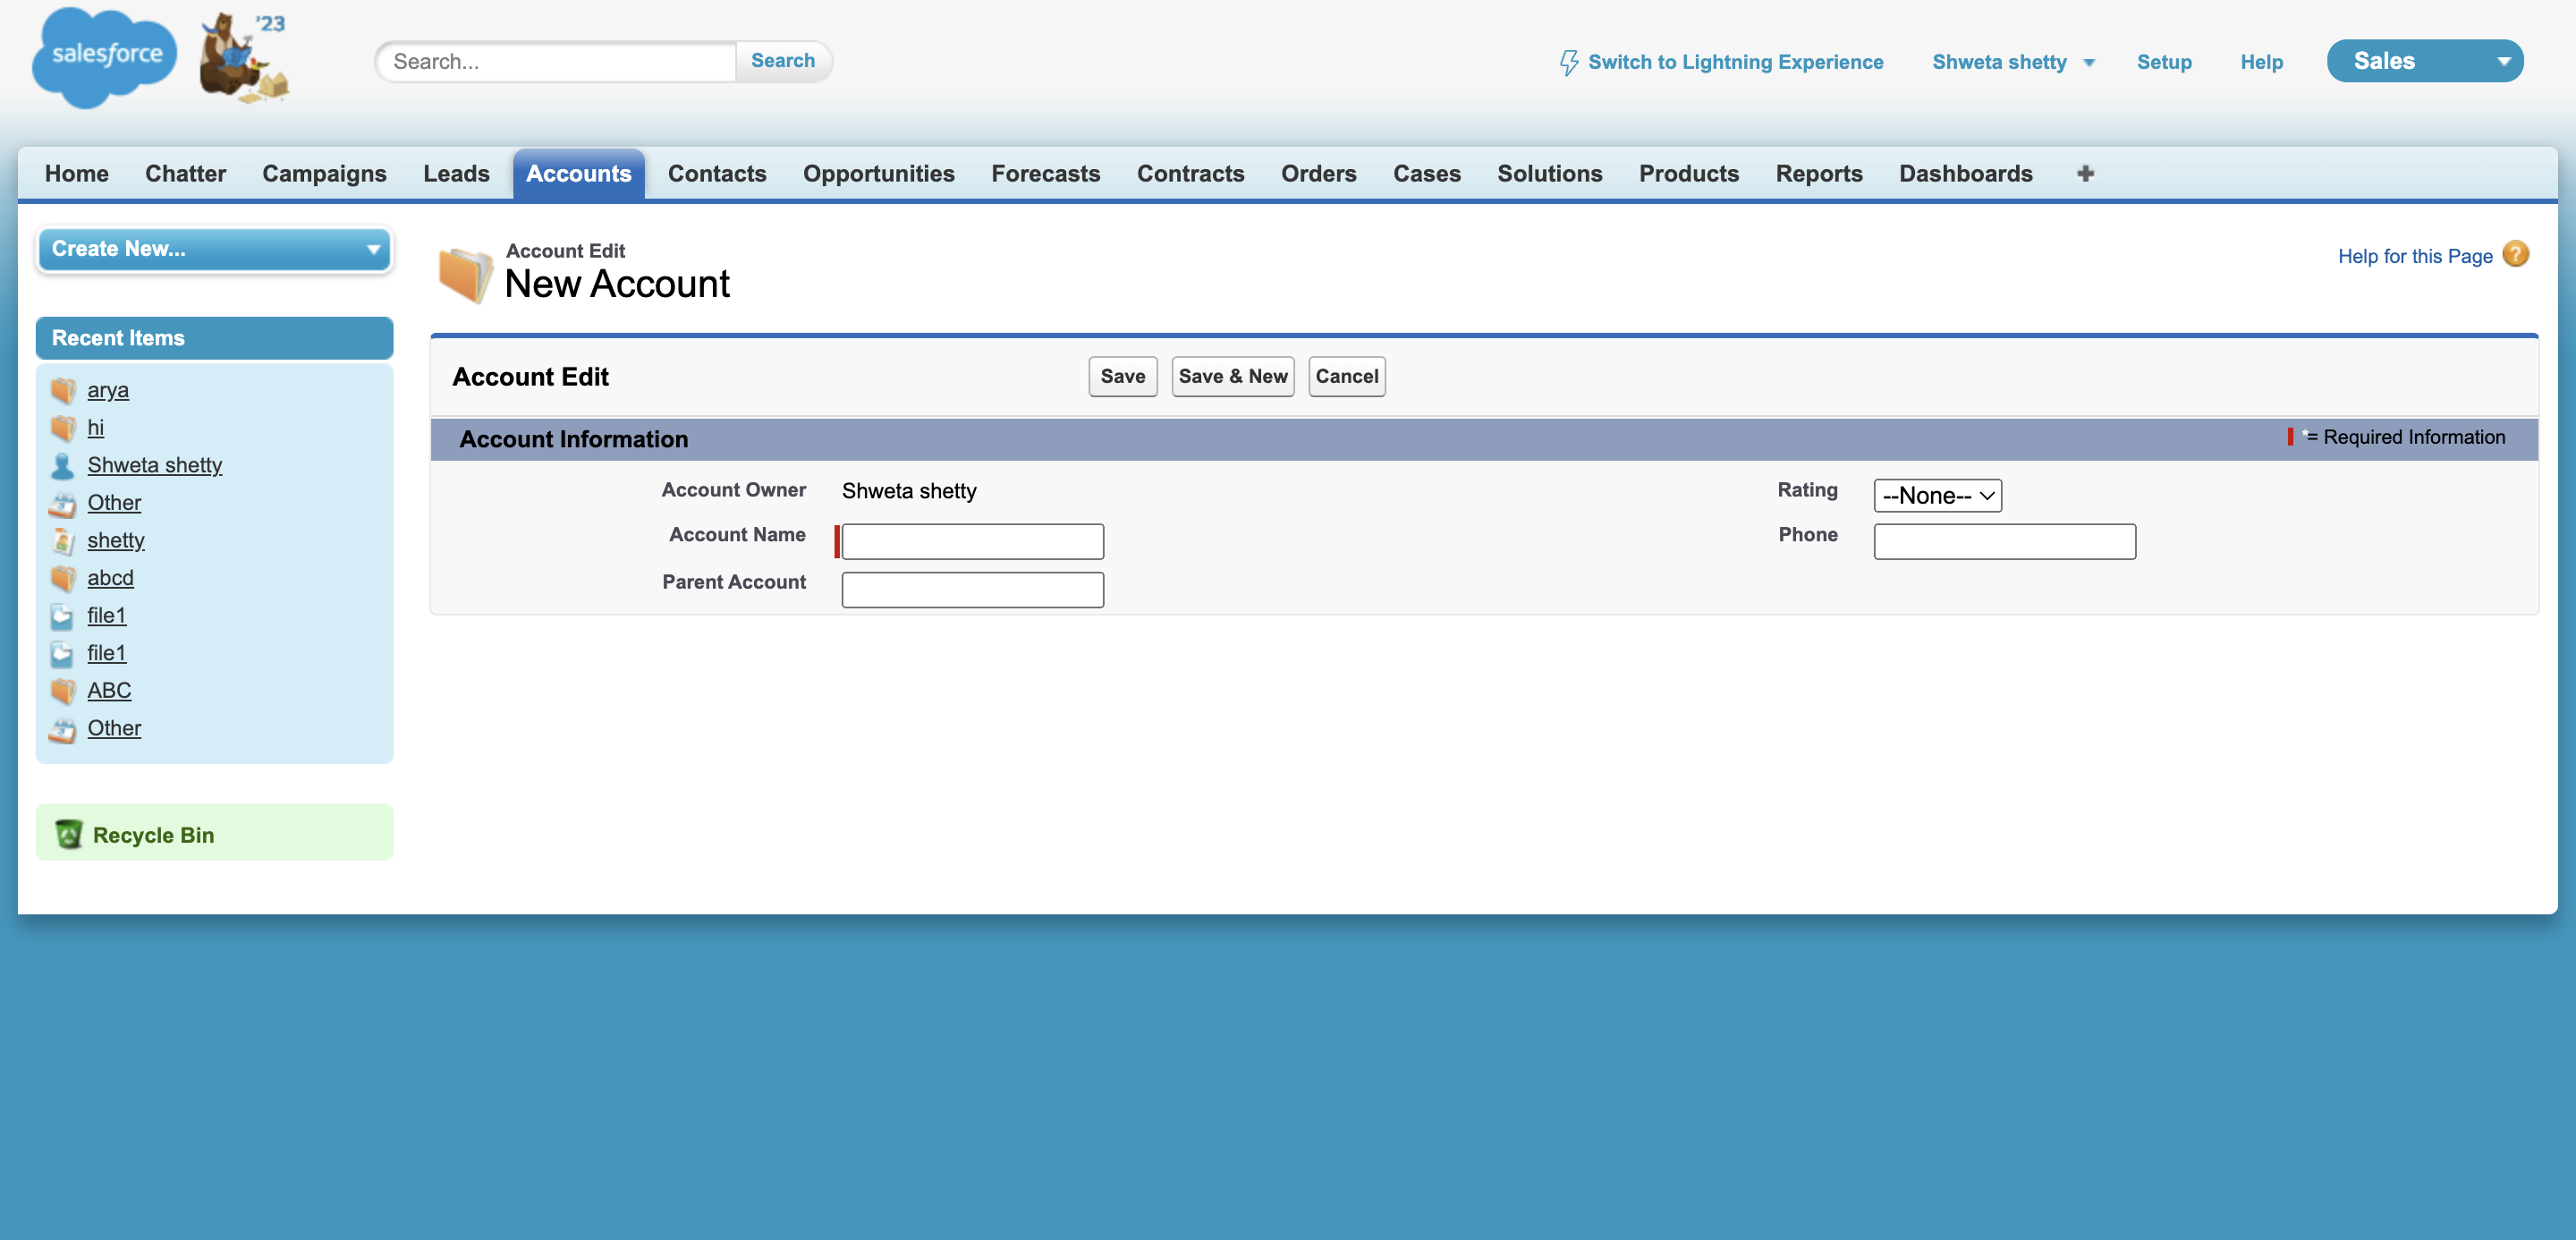 salesforce
'23
Search...
Search
Switch to Lightning Experience
Shweta shetty
Setup
Help
Sales
Home
Chatter
Campaigns
Leads
Accounts
Contacts
Opportunities
Forecasts
Contracts
Orders
Cases
Solutions
Products
Reports
Dashboards
+
Create New...
Account Edit
New Account
Help for this Page ?
Recent Items
arya
hi
Shweta shetty
Other
shetty
abcd
file1
file1
ABC
Other
Recycle Bin
Account Edit
Save
Save & New
Cancel
Account Information
*= Required Information
Account Owner
Shweta shetty
Rating
--None--
Account Name
Phone
Parent Account